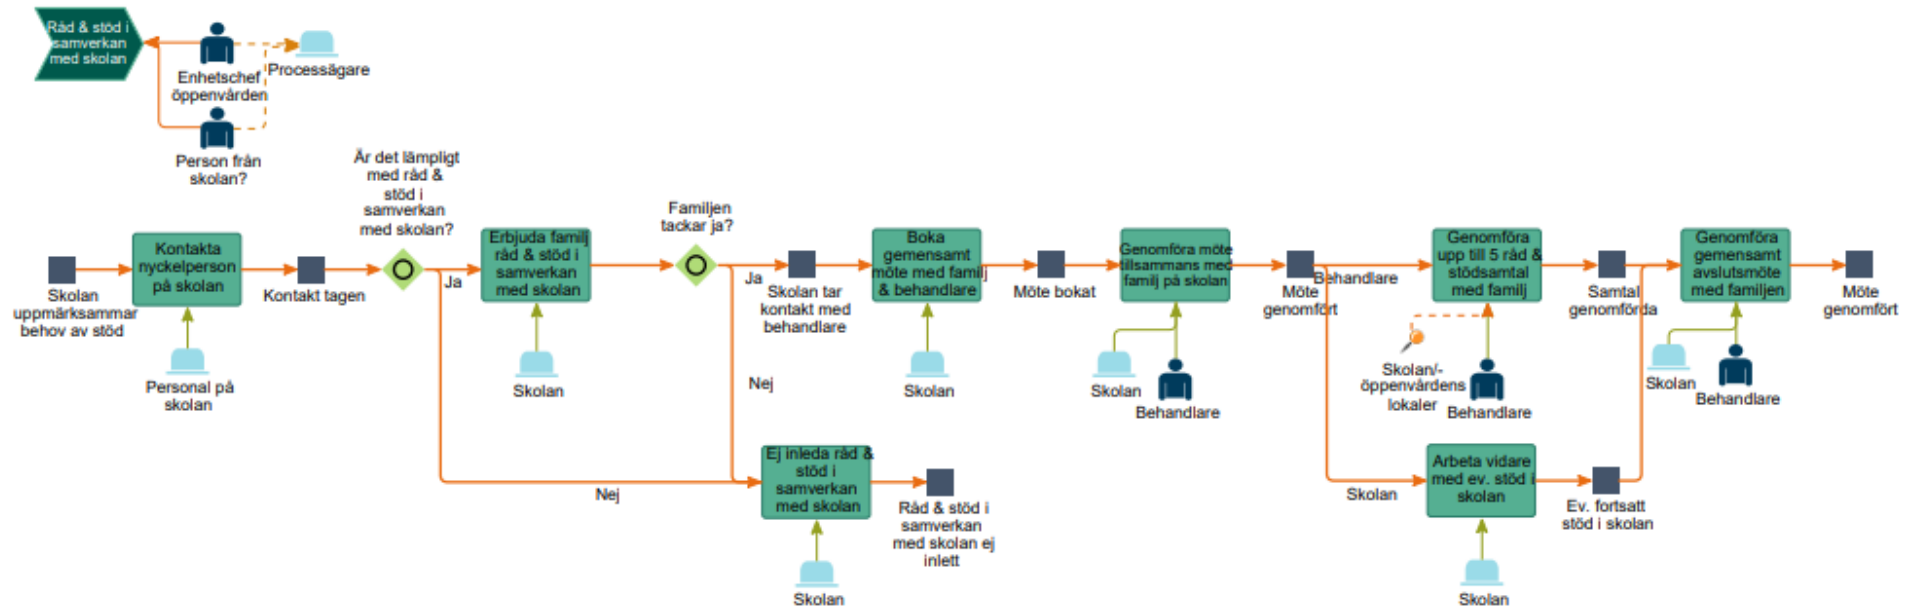 Råd & stöd i
samverkan
med skolan
Enhetschef
öppenvården
Processägare
Person från
skolan?
Är det lämpligt
med råd &
stöd i
samverkan
med skolan?
Familjen
tackar ja?
Skolan
uppmärksammar
behov av stöd
Kontakta
nyckelperson
på skolan
Personal på
skolan
Kontakt tagen
Ja
Erbjuda familj
råd & stöd i
samverkan
med skolan
Skolan
Ja
Nej
Skolan tar
kontakt med
behandlare
Boka
gemensamt
möte med familj
& behandlare
Skolan
Möte bokat
Genomföra möte
tillsammans med
familj på skolan
Skolan
Behandlare
Möte
genomfört
Behandlare
Genomföra
upp till 5 råd &
stödsamtal
med familj
Skolan/-
öppenvårdens
lokaler
Behandlare
Samtal
genomförda
Genomföra
gemensamt
avslutsmöte
med familjen
Skolan
Behandlare
Möte
genomfört
Nej
Ej inleda råd &
stöd i
samverkan
med skolan
Skolan
Råd & stöd i
samverkan
med skolan ej
inlett
Skolan
Arbeta vidare
med ev. stöd i
skolan
Skolan
Ev. fortsatt
stöd i skolan